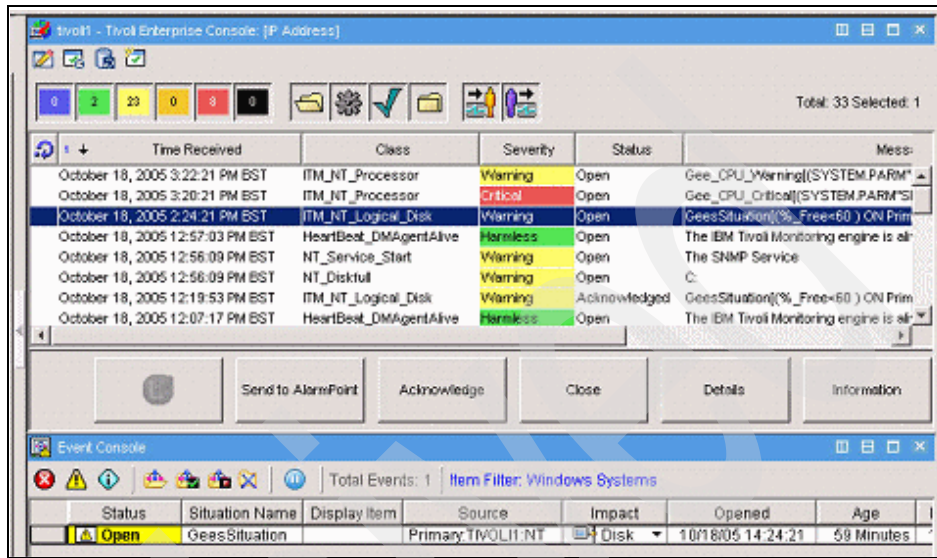 tivoli1 - Tivoli Enterprise Console: [IP Address]
0 2 23 0 8 0 Total: 33 Selected: 1
Time Received Class Severity Status Mess
October 18, 2005 3:22:21 PM BST ITM_NT_Processor Warning Open Gee_CPU_Warning[(SYSTEM.PARM"
October 18, 2005 3:20:21 PM BST ITM_NT_Processor Critical Open Gee_CPU_Critical[(SYSTEM.PARM"SI
October 18, 2005 2:24:21 PM BST ITM_NT_Logical_Disk Warning Open GeesSituation[(%_Free<60 ) ON Prim
October 18, 2005 12:57:03 PM BST HeartBeat_DMAgentAlive Harmless Open The IBM Tivoli Monitoring engine is alr
October 18, 2005 12:56:09 PM BST NT_Service_Start Warning Open The SNMP Service
October 18, 2005 12:56:09 PM BST NT_Diskfull Warning Open C:
October 18, 2005 12:19:53 PM BST ITM_NT_Logical_Disk Warning Acknowledged GeesSituation[(%_Free<60 ) ON Prim
October 18, 2005 12:07:17 PM BST HeartBeat_DMAgentAlive Harmless Open The IBM Tivoli Monitoring engine is alr
Send to AlarmPoint Acknowledge Close Details Information
Event Console
Total Events: 1 Item Filter: Windows Systems
Status Situation Name Display Item Source Impact Opened Age
Open GeesSituation Primary:TIVOLI1:NT Disk 10/18/05 14:24:21 59 Minutes